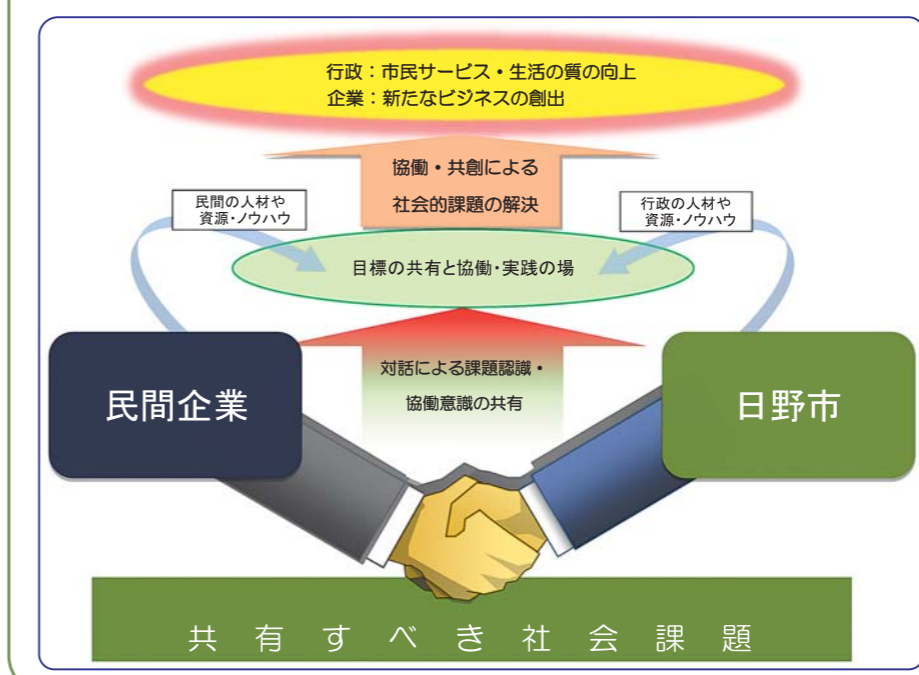 行政：市民サービス・生活の質の向上
企業：新たなビジネスの創出
協働・共創による
社会的課題の解決
民間の人材や
資源・ノウハウ
行政の人材や
資源・ノウハウ
目標の共有と協働・実践の場
対話による課題認識・
協働意識の共有
民間企業
日野市
共有すべき社会課題